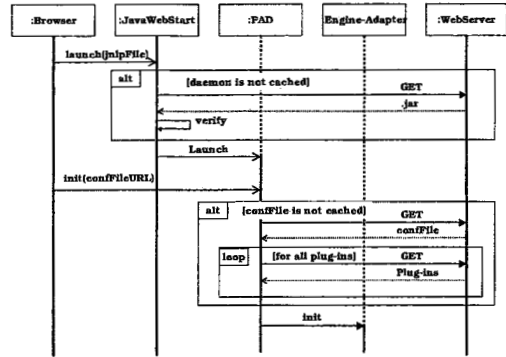 :Browser :JavaWebStart :PAD Engine-Adapter :WebServer
launch(jnlpFile)
alt [daemon is not cached] GET
.jar
verify
Launch
init(confFileURL)
alt [confFile is not cached] GET
confFile
loop [for all plug-ins] GET
Plug-ins
init